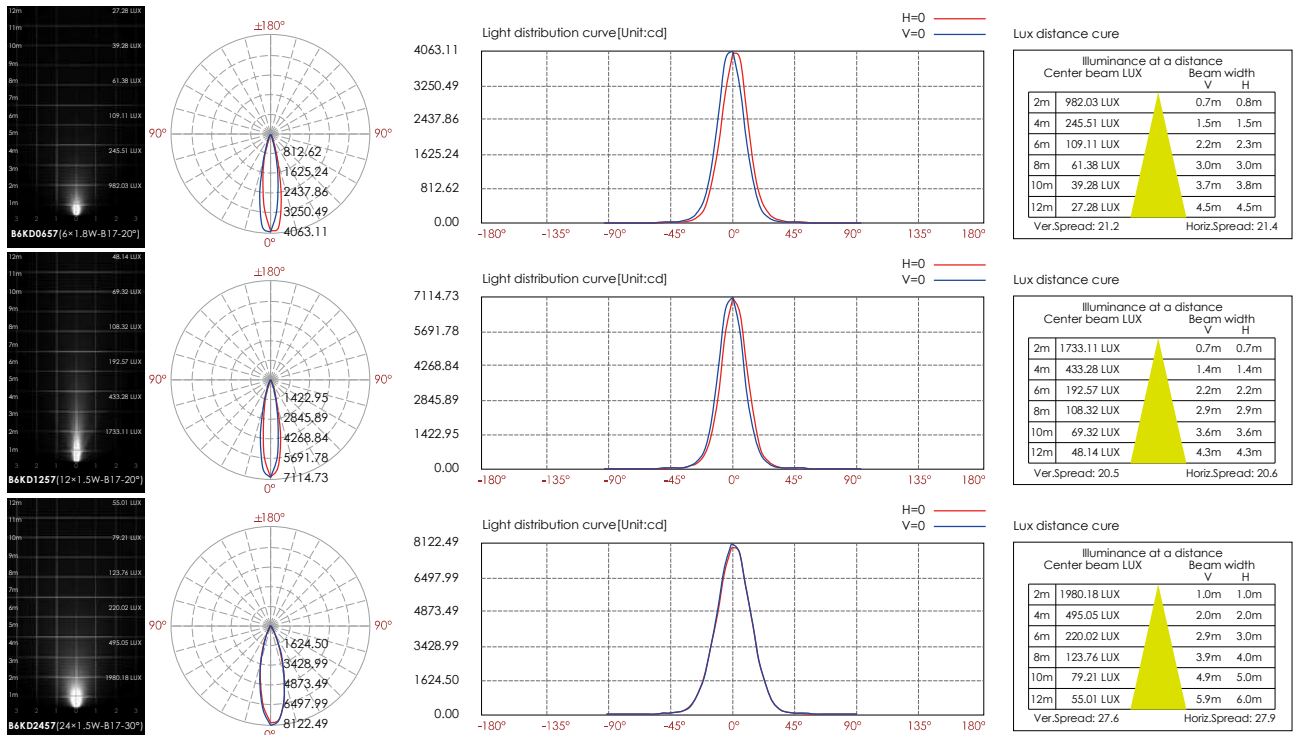 12m 27.28 LUX
11m
10m 39.28 LUX
9m
8m 61.38 LUX
7m
6m 109.11 LUX
5m
4m 245.51 LUX
3m
2m 982.03 LUX
1m
3 2 1 0 1 2 3
B6KD0657(6×1.8W-B17-20°)
±180°
90° 90°
812.62
1625.24
2437.86
3250.49
4063.11
0°
Light distribution curve[Unit:cd]
H=0
V=0
4063.11
3250.49
2437.86
1625.24
812.62
0.00
-180° -135° -90° -45° 0° 45° 90° 135° 180°
Lux distance cure
Illuminance at a distance
Center beam LUX Beam width
V H
2m 982.03 LUX 0.7m 0.8m
4m 245.51 LUX 1.5m 1.5m
6m 109.11 LUX 2.2m 2.3m
8m 61.38 LUX 3.0m 3.0m
10m 39.28 LUX 3.7m 3.8m
12m 27.28 LUX 4.5m 4.5m
Ver.Spread: 21.2 Horiz.Spread: 21.4
12m 48.14 LUX
11m
10m 69.32 LUX
9m
8m 108.32 LUX
7m
6m 192.57 LUX
5m
4m 433.28 LUX
3m
2m 1733.11 LUX
1m
3 2 1 0 1 2 3
B6KD1257(12×1.5W-B17-20°)
±180°
90° 90°
1422.95
2845.89
4268.84
5691.78
7114.73
0°
Light distribution curve[Unit:cd]
H=0
V=0
7114.73
5691.78
4268.84
2845.89
1422.95
0.00
-180° -135° -90° -45° 0° 45° 90° 135° 180°
Lux distance cure
Illuminance at a distance
Center beam LUX Beam width
V H
2m 1733.11 LUX 0.7m 0.7m
4m 433.28 LUX 1.4m 1.4m
6m 192.57 LUX 2.2m 2.2m
8m 108.32 LUX 2.9m 2.9m
10m 69.32 LUX 3.6m 3.6m
12m 48.14 LUX 4.3m 4.3m
Ver.Spread: 20.5 Horiz.Spread: 20.6
12m 55.01 LUX
11m
10m 79.21 LUX
9m
8m 123.76 LUX
7m
6m 220.02 LUX
5m
4m 495.05 LUX
3m
2m 1980.18 LUX
1m
3 2 1 0 1 2 3
B6KD2457(24×1.5W-B17-30°)
±180°
90° 90°
1624.50
3428.99
4873.49
6497.99
8122.49
0°
Light distribution curve[Unit:cd]
H=0
V=0
8122.49
6497.99
4873.49
3428.99
1624.50
0.00
-180° -135° -90° -45° 0° 45° 90° 135° 180°
Lux distance cure
Illuminance at a distance
Center beam LUX Beam width
V H
2m 1980.18 LUX 1.0m 1.0m
4m 495.05 LUX 2.0m 2.0m
6m 220.02 LUX 2.9m 3.0m
8m 123.76 LUX 3.9m 4.0m
10m 79.21 LUX 4.9m 5.0m
12m 55.01 LUX 5.9m 6.0m
Ver.Spread: 27.6 Horiz.Spread: 27.9